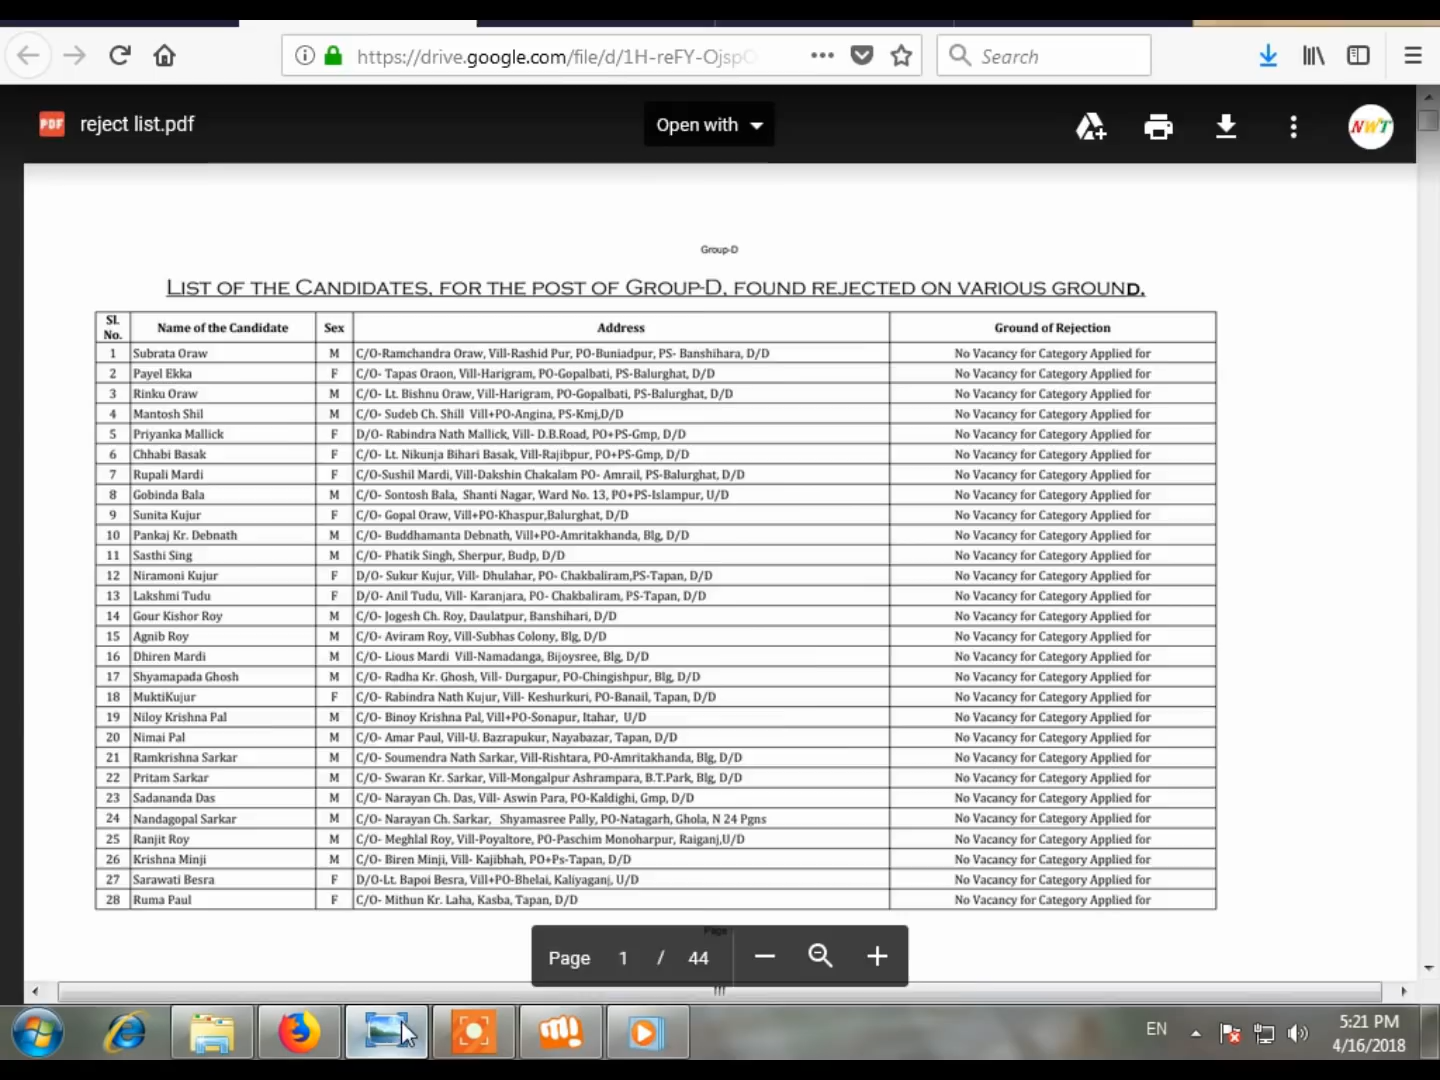 https://drive.google.com/file/d/1H-reFY-Ojsp
Search
PDF
reject list.pdf
Open with
NWT
Group-D
LIST OF THE CANDIDATES, FOR THE POST OF GROUP-D, FOUND REJECTED ON VARIOUS GROUND.
Sl. No. Name of the Candidate Sex Address Ground of Rejection
1 Subrata Oraw M C/O-Ramchandra Oraw, Vill-Rashid Pur, PO-Buniadpur, PS- Banshihara, D/D No Vacancy for Category Applied for
2 Payel Ekka F C/O- Tapas Oraon, Vill-Harigram, PO-Gopalbati, PS-Balurghat, D/D No Vacancy for Category Applied for
3 Rinku Oraw M C/O- Lt. Bishnu Oraw, Vill-Harigram, PO-Gopalbati, PS-Balurghat, D/D No Vacancy for Category Applied for
4 Mantosh Shil M C/O- Sudeb Ch. Shill Vill+PO-Angina, PS-Kmj,D/D No Vacancy for Category Applied for
5 Priyanka Mallick F D/O- Rabindra Nath Mallick, Vill- D.B.Road, PO+PS-Gmp, D/D No Vacancy for Category Applied for
6 Chhabi Basak F C/O- Lt. Nikunja Bihari Basak, Vill-Rajibpur, PO+PS-Gmp, D/D No Vacancy for Category Applied for
7 Rupali Mardi F C/O-Sushil Mardi, Vill-Dakshin Chakalam PO- Amrail, PS-Balurghat, D/D No Vacancy for Category Applied for
8 Gobinda Bala M C/O- Sontosh Bala, Shanti Nagar, Ward No. 13, PO+PS-Islampur, U/D No Vacancy for Category Applied for
9 Sunita Kujur F C/O- Gopal Oraw, Vill+PO-Khaspur,Balurghat, D/D No Vacancy for Category Applied for
10 Pankaj Kr. Debnath M C/O- Buddhamanta Debnath, Vill+PO-Amritakhanda, Blg, D/D No Vacancy for Category Applied for
11 Sasthi Sing M C/O- Phatik Singh, Sherpur, Budp, D/D No Vacancy for Category Applied for
12 Niramoni Kujur F D/O- Sukur Kujur, Vill- Dhulahar, PO- Chakbaliram,PS-Tapan, D/D No Vacancy for Category Applied for
13 Lakshmi Tudu F D/O- Anil Tudu, Vill- Karanjara, PO- Chakbaliram, PS-Tapan, D/D No Vacancy for Category Applied for
14 Gour Kishor Roy M C/O- Jogesh Ch. Roy, Daulatpur, Banshihari, D/D No Vacancy for Category Applied for
15 Agnib Roy M C/O- Aviram Roy, Vill-Subhas Colony, Blg, D/D No Vacancy for Category Applied for
16 Dhiren Mardi M C/O- Lious Mardi Vill-Namadanga, Bijoysree, Blg, D/D No Vacancy for Category Applied for
17 Shyamapada Ghosh M C/O- Radha Kr. Ghosh, Vill- Durgapur, PO-Chingishpur, Blg, D/D No Vacancy for Category Applied for
18 MuktiKujur F C/O- Rabindra Nath Kujur, Vill- Keshurkuri, PO-Banail, Tapan, D/D No Vacancy for Category Applied for
19 Niloy Krishna Pal M C/O- Binoy Krishna Pal, Vill+PO-Sonapur, Itahar, U/D No Vacancy for Category Applied for
20 Nimai Pal M C/O- Amar Paul, Vill-U. Bazrapukur, Nayabazar, Tapan, D/D No Vacancy for Category Applied for
21 Ramkrishna Sarkar M C/O- Soumendra Nath Sarkar, Vill-Rishtara, PO-Amritakhanda, Blg, D/D No Vacancy for Category Applied for
22 Pritam Sarkar M C/O- Swaran Kr. Sarkar, Vill-Mongalpur Ashrampara, B.T.Park, Blg, D/D No Vacancy for Category Applied for
23 Sadananda Das M C/O- Narayan Ch. Das, Vill- Aswin Para, PO-Kaldighi, Gmp, D/D No Vacancy for Category Applied for
24 Nandagopal Sarkar M C/O- Narayan Ch. Sarkar, Shyamasree Pally, PO-Natagarh, Ghola, N 24 Pgns No Vacancy for Category Applied for
25 Ranjit Roy M C/O- Meghlal Roy, Vill-Poyaltore, PO-Paschim Monoharpur, Raiganj,U/D No Vacancy for Category Applied for
26 Krishna Minji M C/O- Biren Minji, Vill- Kajibhah, PO+Ps-Tapan, D/D No Vacancy for Category Applied for
27 Sarawati Besra F D/O-Lt. Bapoi Besra, Vill+PO-Bhelai, Kaliyaganj, U/D No Vacancy for Category Applied for
28 Ruma Paul F C/O- Mithun Kr. Laha, Kasba, Tapan, D/D No Vacancy for Category Applied for
Page 1 / 44
EN
5:21 PM
4/16/2018